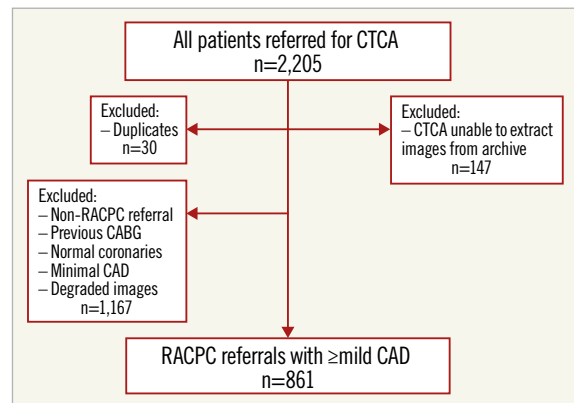 All patients referred for CTCA
n=2,205
Excluded:
– Duplicates
n=30
Excluded:
– CTCA unable to extract
images from archive
n=147
Excluded:
– Non-RACPC referral
– Previous CABG
– Normal coronaries
– Minimal CAD
– Degraded images
n=1,167
RACPC referrals with ≥mild CAD
n=861